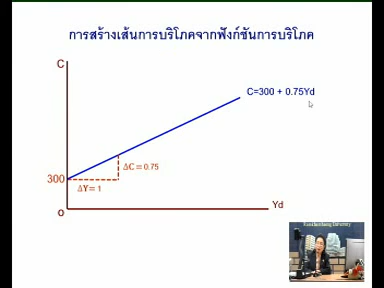 การสร้างเส้นการบริโภคจากฟังก์ชันการบริโภค
C
C=300 + 0.75Yd
ΔC = 0.75
300
ΔY= 1
O
Yd